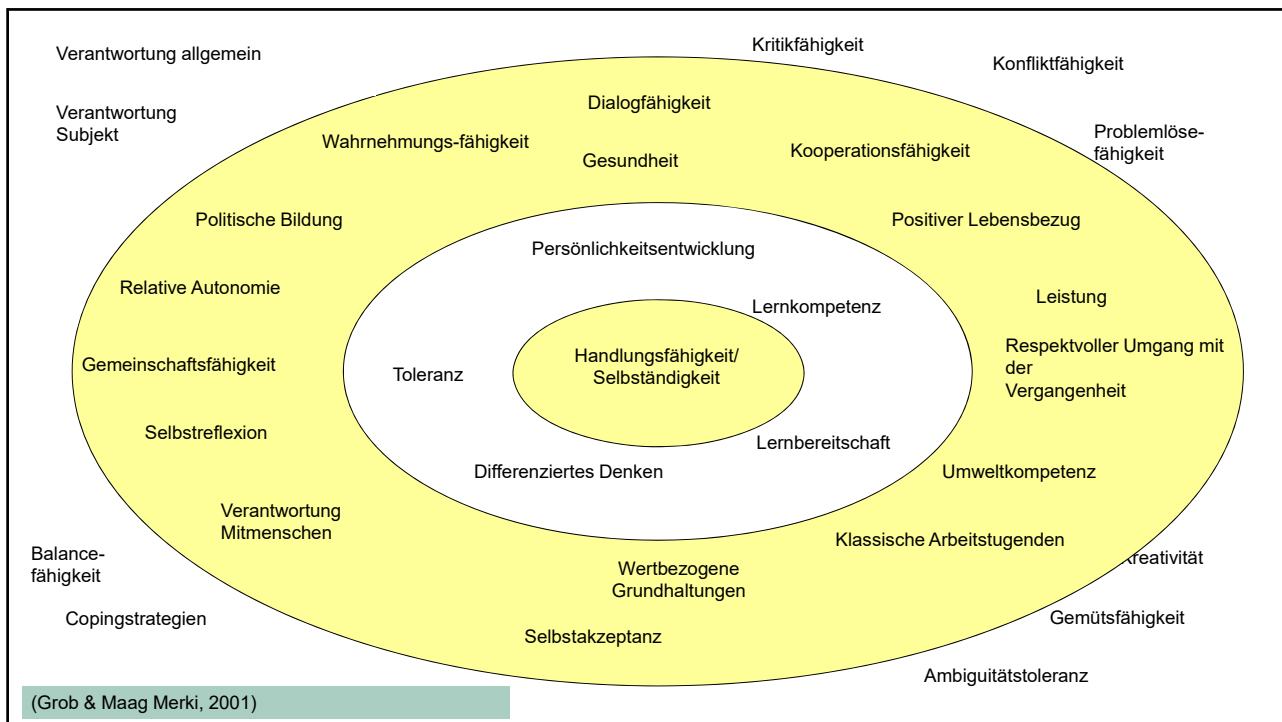 Verantwortung allgemein
Kritikfähigkeit
Konfliktfähigkeit
Dialogfähigkeit
Verantwortung
Subjekt
Wahrnehmungs-fähigkeit
Gesundheit
Kooperationsfähigkeit
Problemlöse-
fähigkeit
Politische Bildung
Positiver Lebensbezug
Persönlichkeitsentwicklung
Relative Autonomie
Lernkompetenz
Leistung
Gemeinschaftsfähigkeit
Toleranz
Handlungsfähigkeit/
Selbständigkeit
Respektvoller Umgang mit
der
Vergangenheit
Selbstreflexion
Lernbereitschaft
Differenziertes Denken
Umweltkompetenz
Verantwortung
Mitmenschen
Klassische Arbeitstugenden
Balance-
fähigkeit
Wertbezogene
Grundhaltungen
Kreativität
Copingstrategien
Gemütsfähigkeit
Selbstakzeptanz
Ambiguitätstoleranz
(Grob & Maag Merki, 2001)